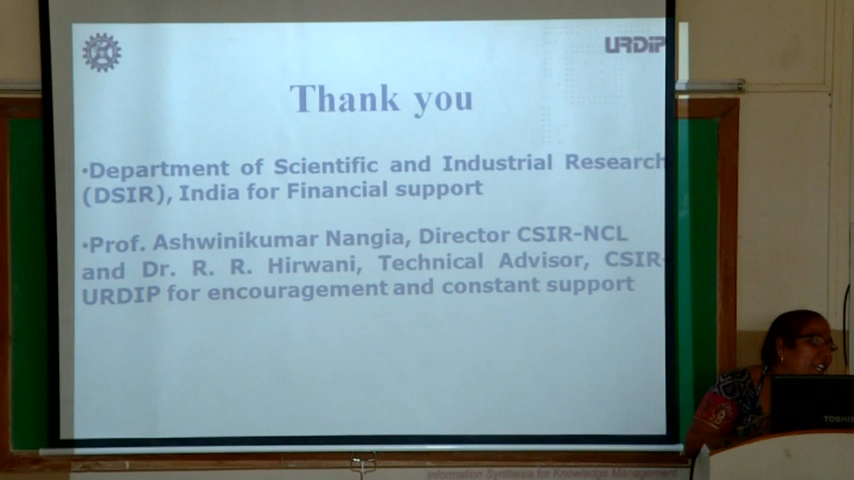 URDIP
Thank you
•Department of Scientific and Industrial Research
(DSIR), India for Financial support
•Prof. Ashwinikumar Nangia, Director CSIR-NCL
and Dr. R. R. Hirwani, Technical Advisor, CSIR-
URDIP for encouragement and constant support
TOSHIB
Information Synthesis for Knowledge Management